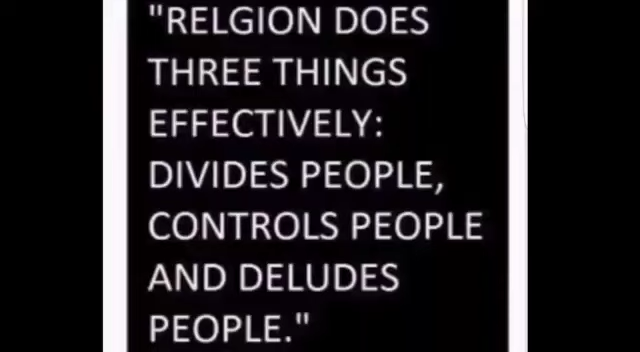 "RELGION DOES
THREE THINGS
EFFECTIVELY:
DIVIDES PEOPLE,
CONTROLS PEOPLE
AND DELUDES
PEOPLE."